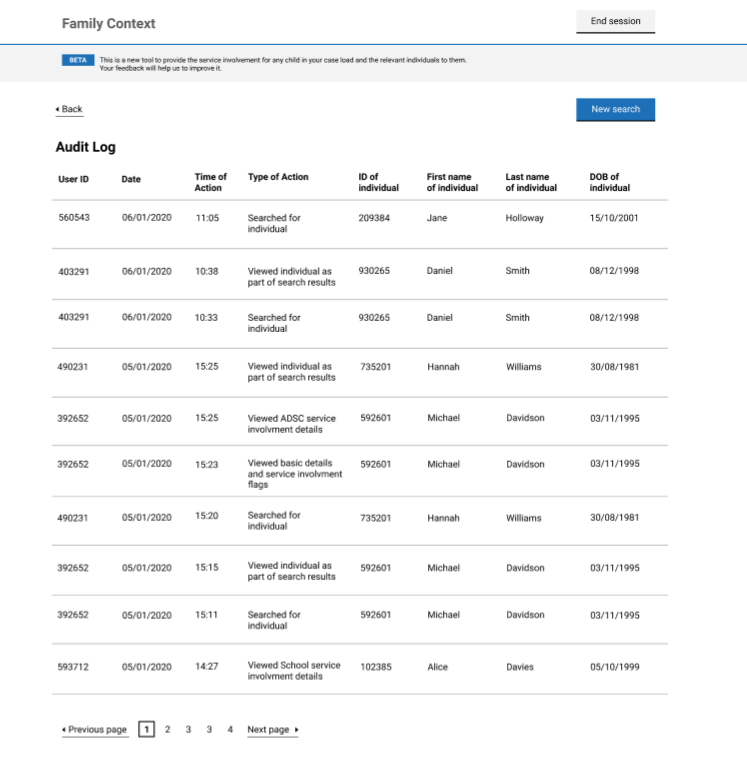 Family Context
End session
BETA
This is a new tool to provide the service involvement for any child in your case load and the relevant individuals to them.
Your feedback will help us to improve it.
Back
New search
Audit Log
User ID Date Time of Action Type of Action ID of individual First name of individual Last name of individual DOB of individual
560543 06/01/2020 11:05 Searched for individual 209384 Jane Holloway 15/10/2001
403291 06/01/2020 10:38 Viewed individual as part of search results 930265 Daniel Smith 08/12/1998
403291 06/01/2020 10:33 Searched for individual 930265 Daniel Smith 08/12/1998
490231 05/01/2020 15:25 Viewed individual as part of search results 735201 Hannah Williams 30/08/1981
392652 05/01/2020 15:25 Viewed ADSC service involvment details 592601 Michael Davidson 03/11/1995
392652 05/01/2020 15:23 Viewed basic details and service involvment flags 592601 Michael Davidson 03/11/1995
490231 05/01/2020 15:20 Searched for individual 735201 Hannah Williams 30/08/1981
392652 05/01/2020 15:15 Viewed individual as part of search results 592601 Michael Davidson 03/11/1995
392652 05/01/2020 15:11 Searched for individual 592601 Michael Davidson 03/11/1995
593712 05/01/2020 14:27 Viewed School service involvment details 102385 Alice Davies 05/10/1999
Previous page 1 2 3 3 4 Next page